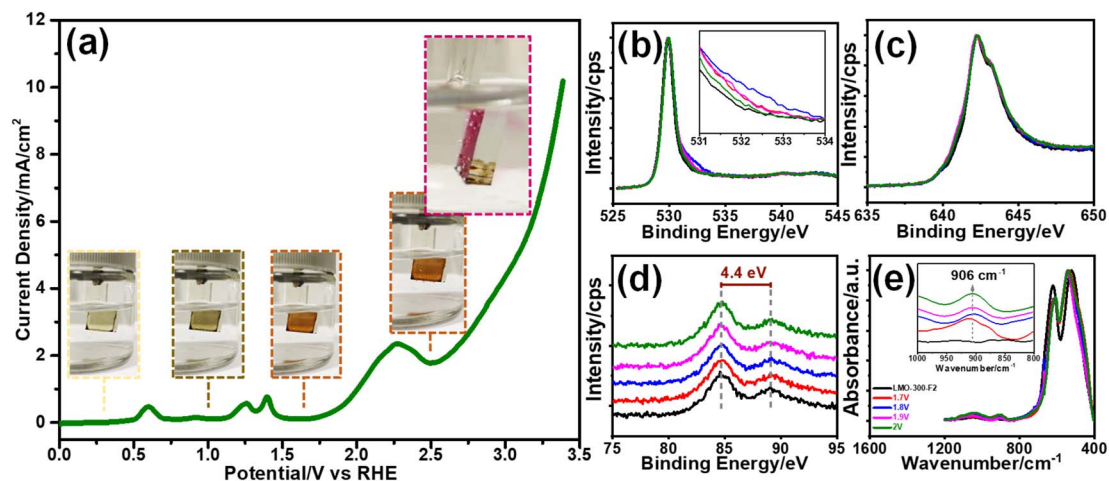 (a)
Current Density/mA/cm²
12
10
8
6
4
2
0
0.0 0.5 1.0 1.5 2.0 2.5 3.0 3.5
Potential/V vs RHE
(b)
Intensity/cps
531 532 533 534
525 530 535 540 545
Binding Energy/eV
(c)
Intensity/cps
635 640 645 650
Binding Energy/eV
(d)
4.4 eV
Intensity/cps
75 80 85 90 95
Binding Energy/eV
(e)
906 cm⁻¹
Absorbance/a.u.
1000 950 900 850 800
Wavenumber/cm⁻¹
LMO-300-F2
1.7V
1.8V
1.9V
2V
1600 1200 800 400
Wavenumber/cm⁻¹